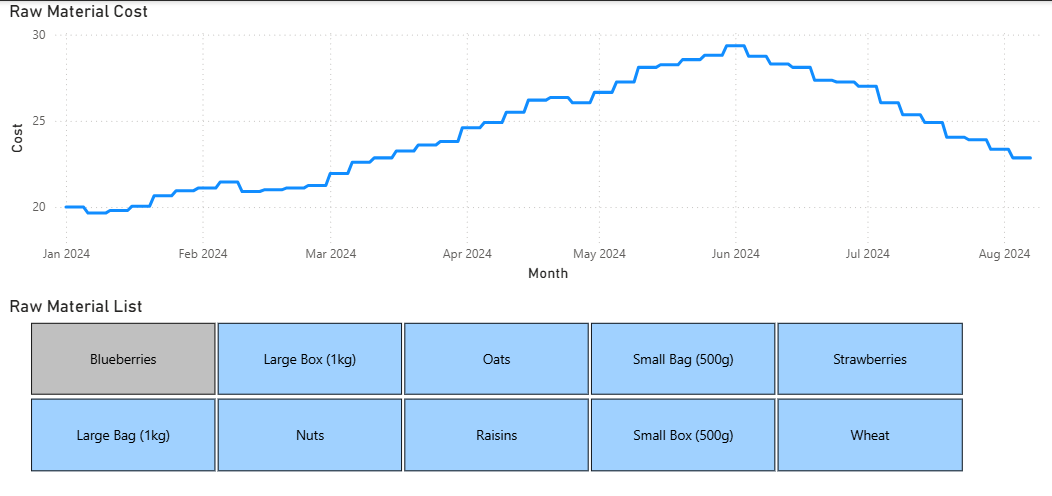 Raw Material Cost
30
25
20
Cost
Jan 2024 Feb 2024 Mar 2024 Apr 2024 May 2024 Jun 2024 Jul 2024 Aug 2024
Month
Raw Material List
Blueberries Large Box (1kg) Oats Small Bag (500g) Strawberries
Large Bag (1kg) Nuts Raisins Small Box (500g) Wheat